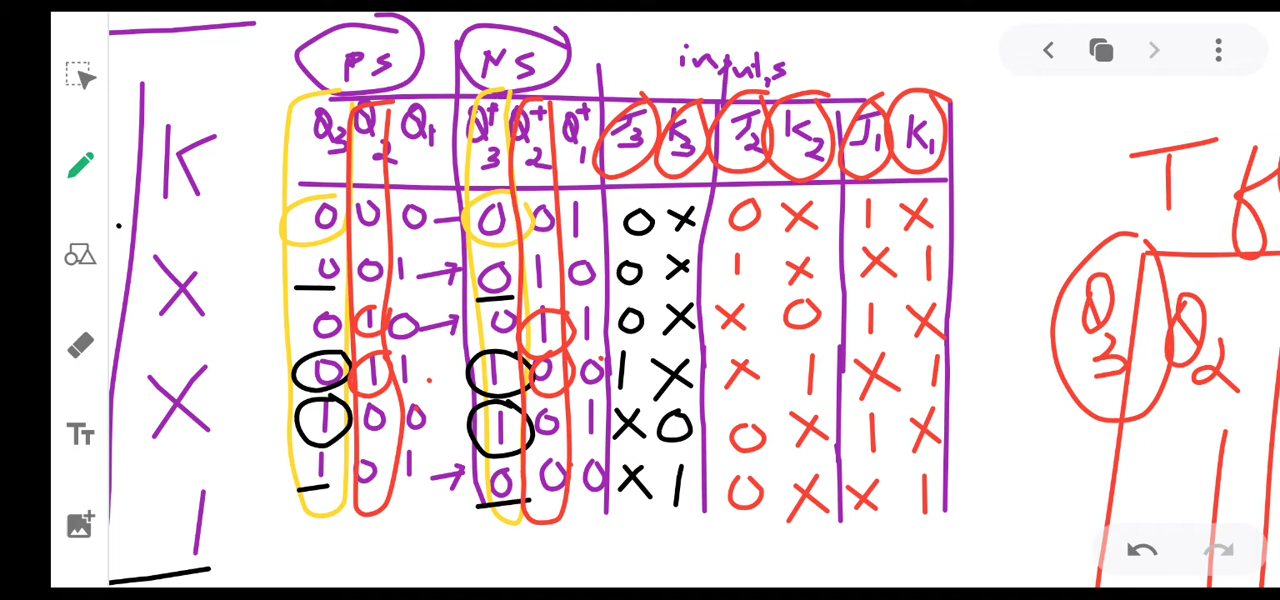 PS NS inputs
K Q3 Q2 Q1 Q3+ Q2+ Q1+ J3 K3 J2 K2 J1 K1 T
0 0 0 – 0 0 1 0 X 0 X 1 X
X 0 0 1 → 0 1 0 0 X 1 X X 1
0 1 0 → 0 1 1 0 X X 0 1 X Q3 Q2
X 0 1 1 1 0 0 1 X X 1 X 1
1 0 0 1 0 1 X 0 0 X 1 X
1 0 1 → 0 0 0 X 1 0 X X 1
1
Tт